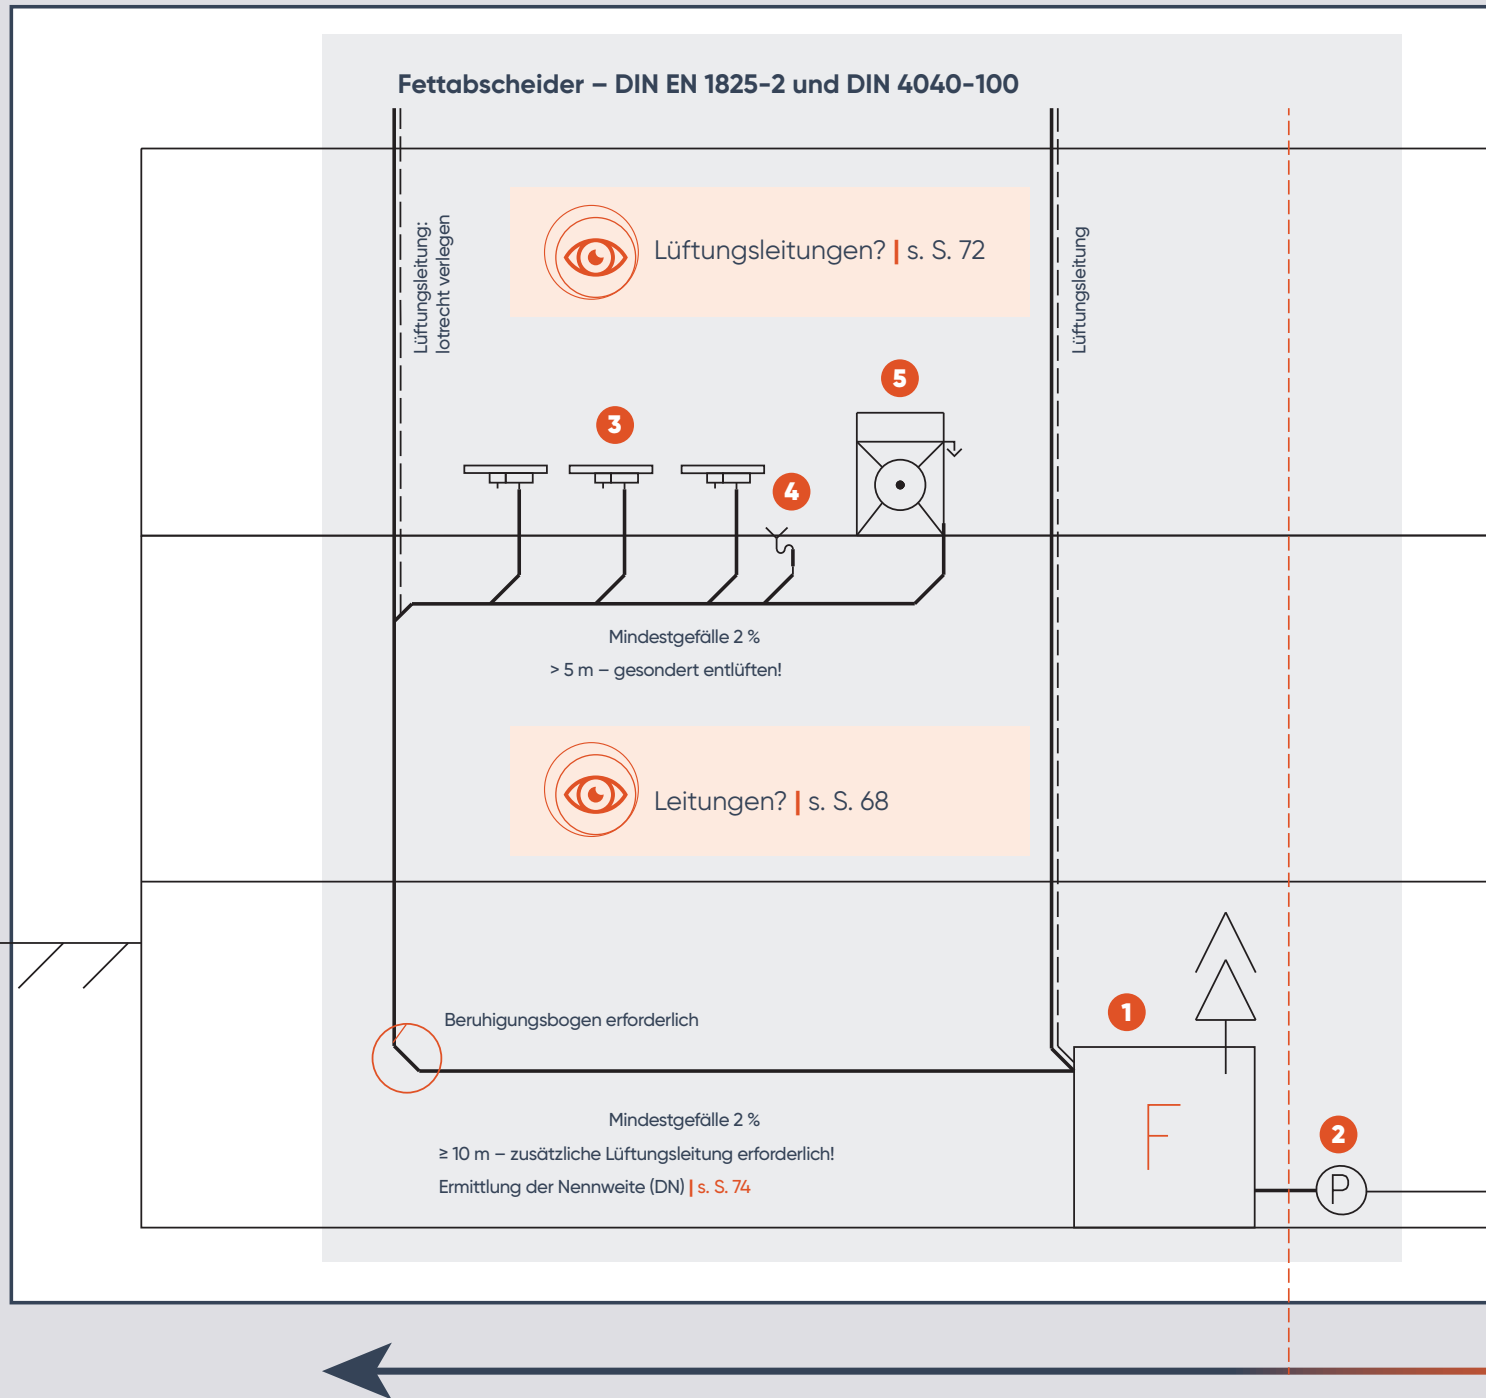 Fettabscheider – DIN EN 1825-2 und DIN 4040-100
Lüftungsleitung:
lotrecht verlegen
Lüftungsleitungen? | s. S. 72
Lüftungsleitung
5
3
4
Mindestgefälle 2 %
> 5 m – gesondert entlüften!
Leitungen? | s. S. 68
1
Beruhigungsbogen erforderlich
F
Mindestgefälle 2 %
2
≥ 10 m – zusätzliche Lüftungsleitung erforderlich!
Ermittlung der Nennweite (DN) | s. S. 74
P